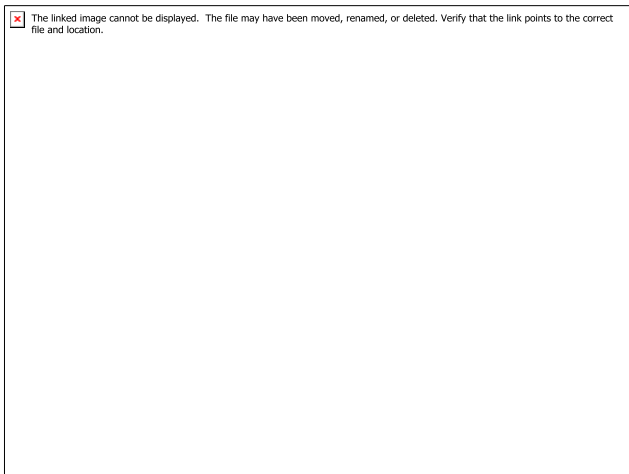 The linked image cannot be displayed.  The file may have been moved, renamed, or deleted. Verify that the link points to the correct
file and location.